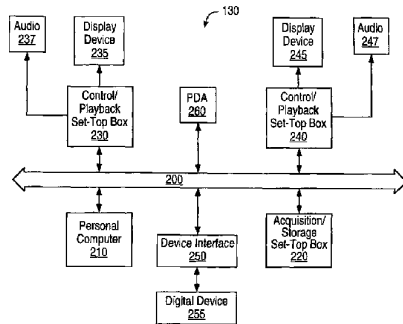 130
Audio
237
Display
Device
235
Display
Device
245
Audio
247
Control/
Playback
Set-Top Box
230
PDA
260
Control/
Playback
Set-Top Box
240
200
Personal
Computer
210
Device Interface
250
Acquisition/
Storage
Set-Top Box
220
Digital Device
255